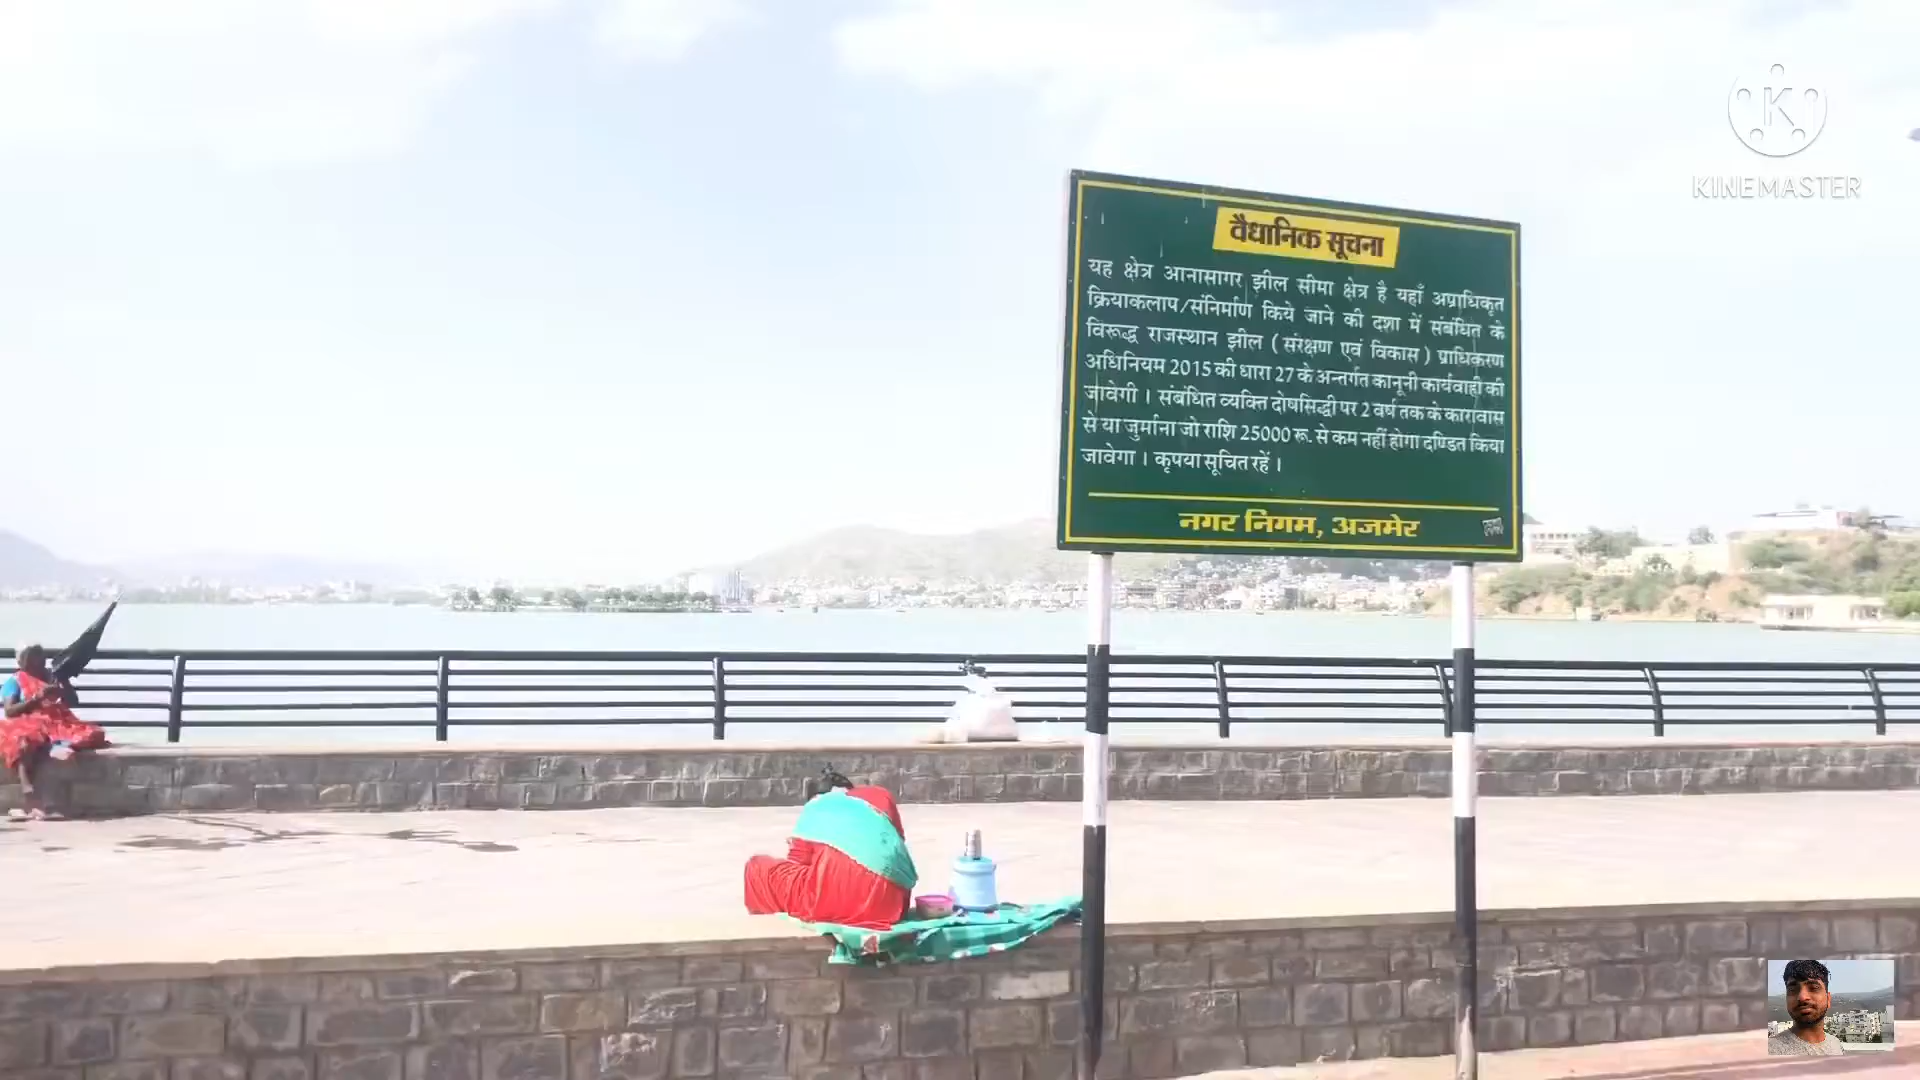 KINEMASTER
वैधानिक सूचना
यह क्षेत्र आनासागर झील सीमा क्षेत्र है यहाँ अप्राधिकृत
क्रियाकलाप/संनिर्माण किये जाने की दशा में संबंधित के
विरूद्ध राजस्थान झील ( संरक्षण एवं विकास ) प्राधिकरण
अधिनियम 2015 की धारा 27 के अन्तर्गत कानूनी कार्यवाही की
जावेगी । संबंधित व्यक्ति दोषसिद्धी पर 2 वर्ष तक के कारावास
से या जुर्माना जो राशि 25000 रू. से कम नहीं होगा दण्डित किया
जावेगा । कृपया सूचित रहें ।
नगर निगम, अजमेर